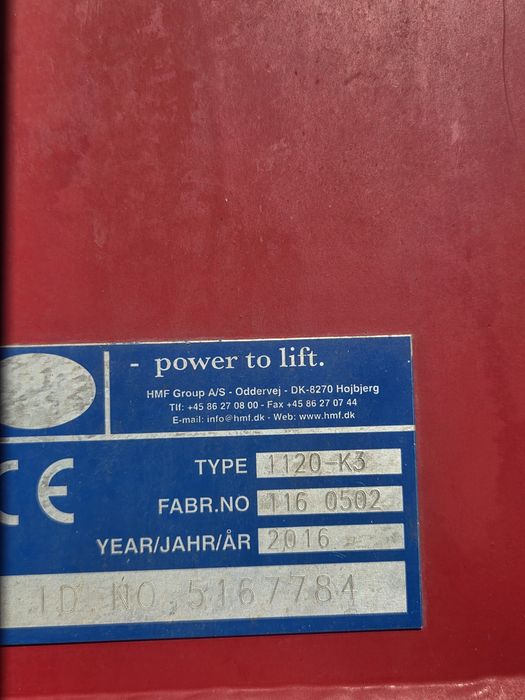 - power to lift.
HMF Group A/S - Oddervej - DK-8270 Højbjerg
Tlf: +45 86 27 08 00 - Fax +45 86 27 07 44
E-mail: info@hmf.dk - Web: www.hmf.dk
TYPE 1120-K3
CE FABR.NO 116 0502
YEAR/JAHR/ÅR 2016
ID NO.5167784